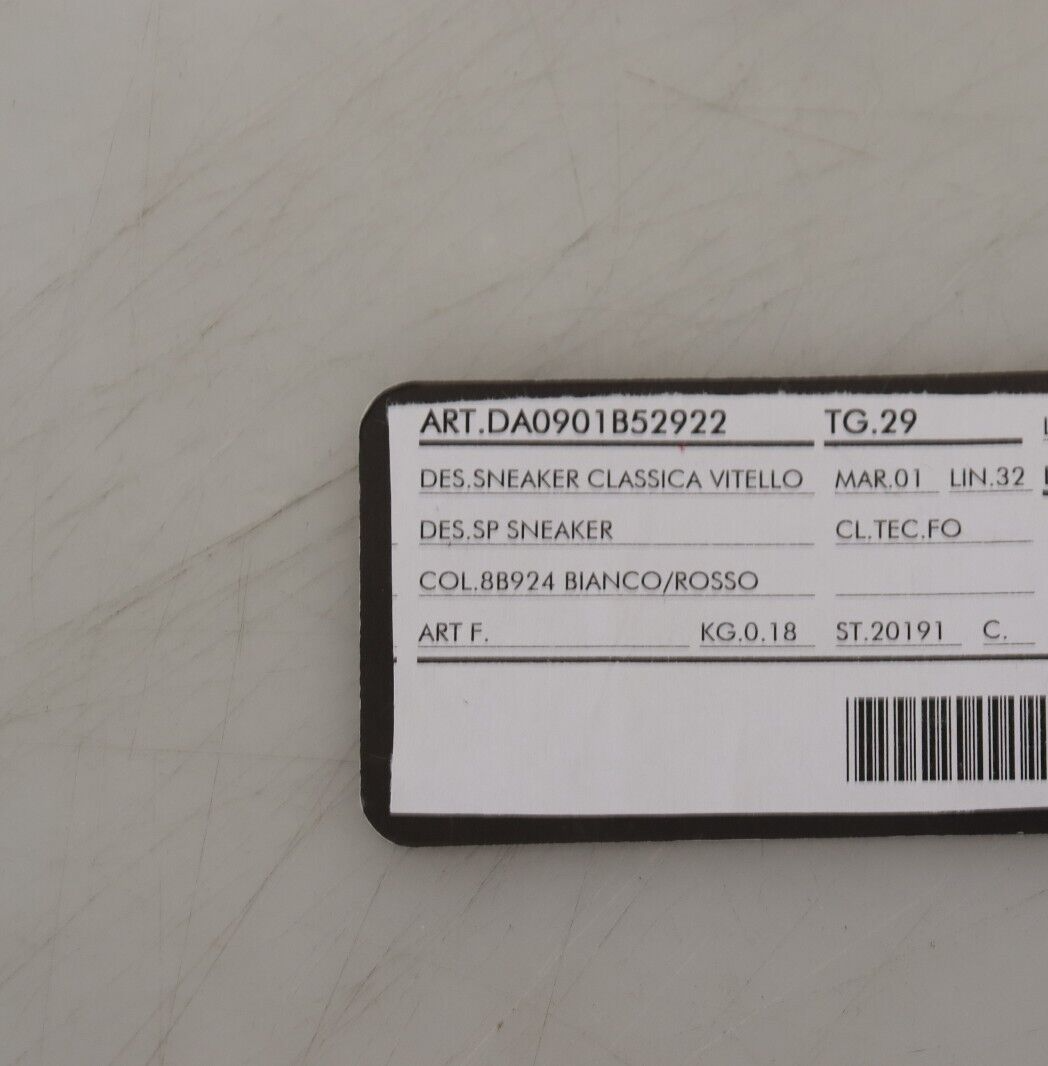 ART.DA0901B52922 TG.29
DES.SNEAKER CLASSICA VITELLO MAR.01 LIN.32
DES.SP SNEAKER CL.TEC.FO
COL.8B924 BIANCO/ROSSO
ART F. KG.0.18 ST.20191 C.